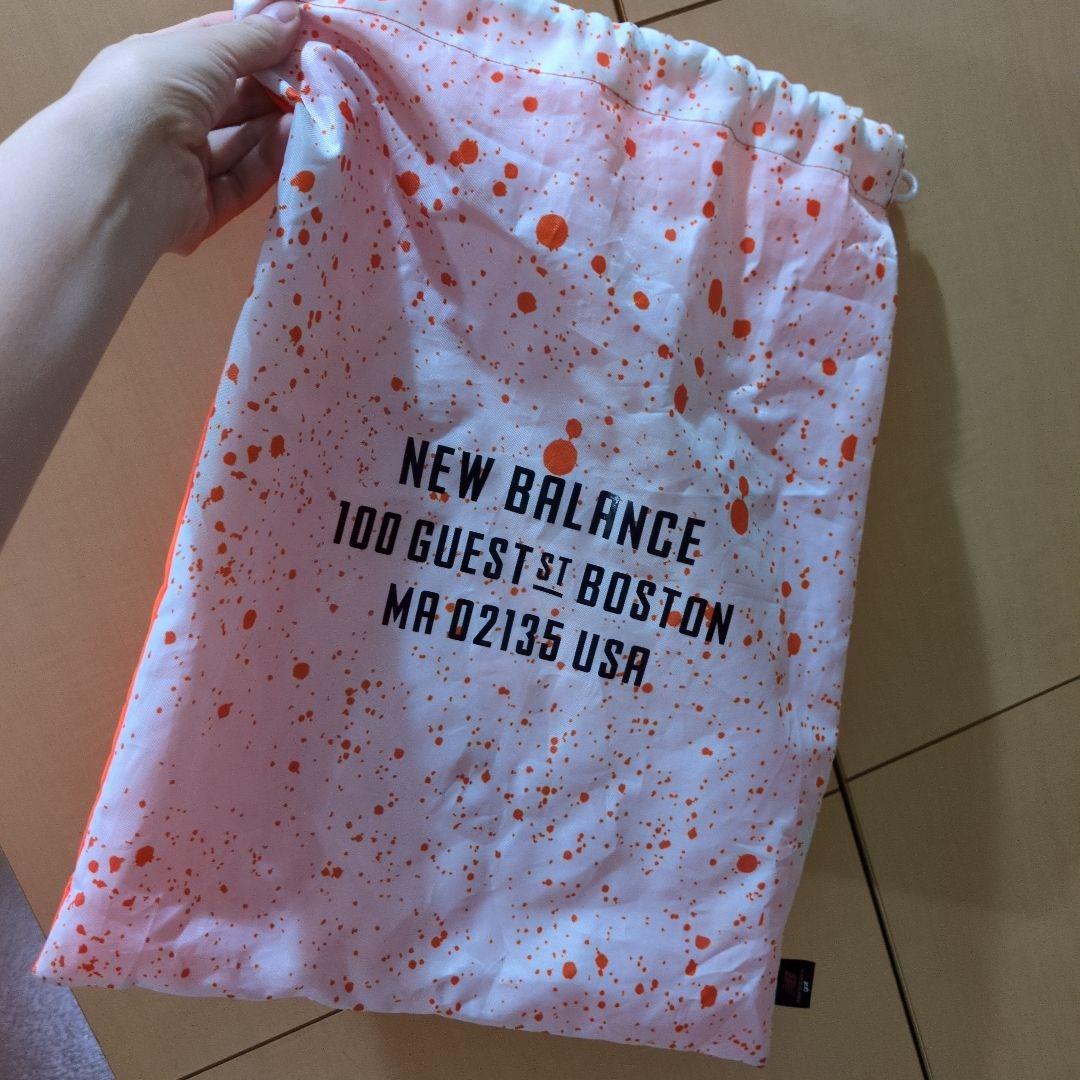 NEW BALANCE
100 GUEST ST BOSTON
MA 02135 USA